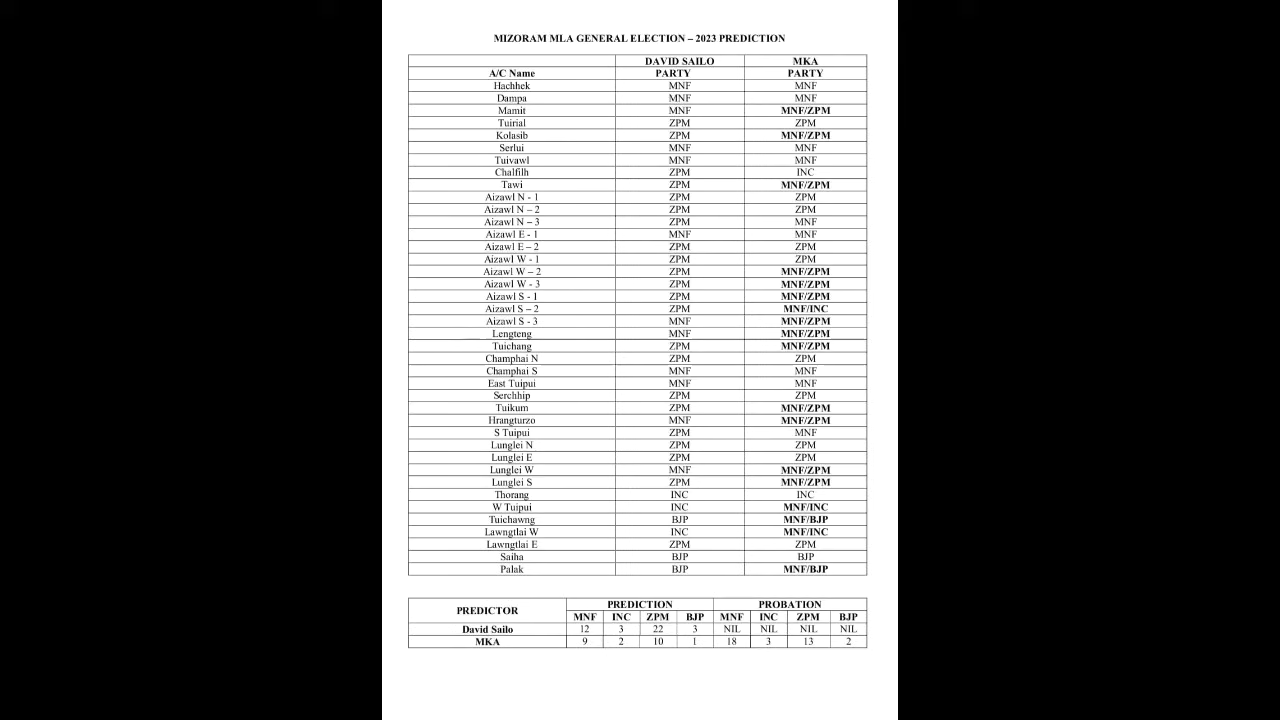 MIZORAM MLA GENERAL ELECTION – 2023 PREDICTION
DAVID SAILO MKA
A/C Name PARTY PARTY
Hachhek MNF MNF
Dampa MNF MNF
Mamit MNF MNF/ZPM
Tuirial ZPM ZPM
Kolasib ZPM MNF/ZPM
Serlui MNF MNF
Tuivawl MNF MNF
Chalfilh ZPM INC
Tawi ZPM MNF/ZPM
Aizawl N - 1 ZPM ZPM
Aizawl N – 2 ZPM ZPM
Aizawl N – 3 ZPM MNF
Aizawl E - 1 MNF MNF
Aizawl E – 2 ZPM ZPM
Aizawl W - 1 ZPM ZPM
Aizawl W – 2 ZPM MNF/ZPM
Aizawl W - 3 ZPM MNF/ZPM
Aizawl S - 1 ZPM MNF/ZPM
Aizawl S – 2 ZPM MNF/INC
Aizawl S - 3 MNF MNF/ZPM
Lengteng MNF MNF/ZPM
Tuichang ZPM MNF/ZPM
Champhai N ZPM ZPM
Champhai S MNF MNF
East Tuipui MNF MNF
Serchhip ZPM ZPM
Tuikum ZPM MNF/ZPM
Hrangturzo MNF MNF/ZPM
S Tuipui ZPM MNF
Lunglei N ZPM ZPM
Lunglei E ZPM ZPM
Lunglei W MNF MNF/ZPM
Lunglei S ZPM MNF/ZPM
Thorang INC INC
W Tuipui INC MNF/INC
Tuichawng BJP MNF/BJP
Lawngtlai W INC MNF/INC
Lawngtlai E ZPM ZPM
Saiha BJP BJP
Palak BJP MNF/BJP
PREDICTOR PREDICTION PROBATION
MNF INC ZPM BJP MNF INC ZPM BJP
David Sailo 12 3 22 3 NIL NIL NIL NIL
MKA 9 2 10 1 18 3 13 2